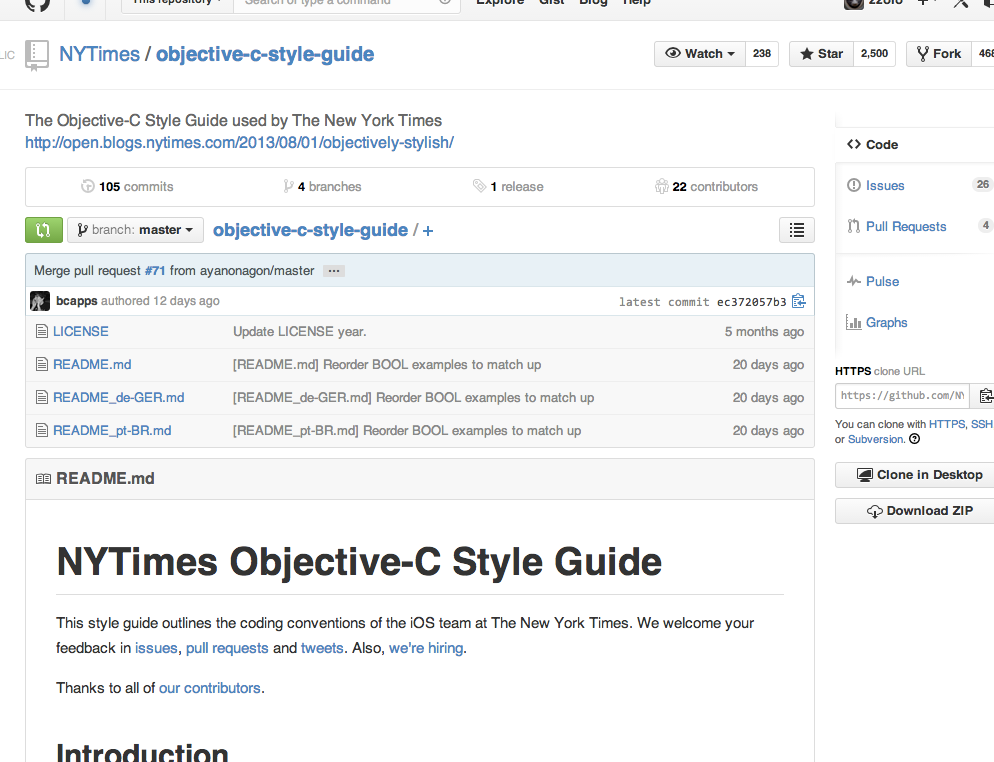 This repository Search or type a command Explore Gist Blog Help
LIC NYTimes / objective-c-style-guide Watch 238 Star 2,500 Fork 468
The Objective-C Style Guide used by The New York Times
http://open.blogs.nytimes.com/2013/08/01/objectively-stylish/
105 commits 4 branches 1 release 22 contributors
branch: master objective-c-style-guide / +
Merge pull request #71 from ayanonagon/master ...
bcapps authored 12 days ago latest commit ec372057b3
LICENSE Update LICENSE year. 5 months ago
README.md [README.md] Reorder BOOL examples to match up 20 days ago
README_de-GER.md [README_de-GER.md] Reorder BOOL examples to match up 20 days ago
README_pt-BR.md [README_pt-BR.md] Reorder BOOL examples to match up 20 days ago
README.md
NYTimes Objective-C Style Guide
This style guide outlines the coding conventions of the iOS team at The New York Times. We welcome your
feedback in issues, pull requests and tweets. Also, we're hiring.
Thanks to all of our contributors.
Introduction
Code
Issues 26
Pull Requests 4
Pulse
Graphs
HTTPS clone URL
https://github.com/NY
You can clone with HTTPS, SSH
or Subversion.
Clone in Desktop
Download ZIP